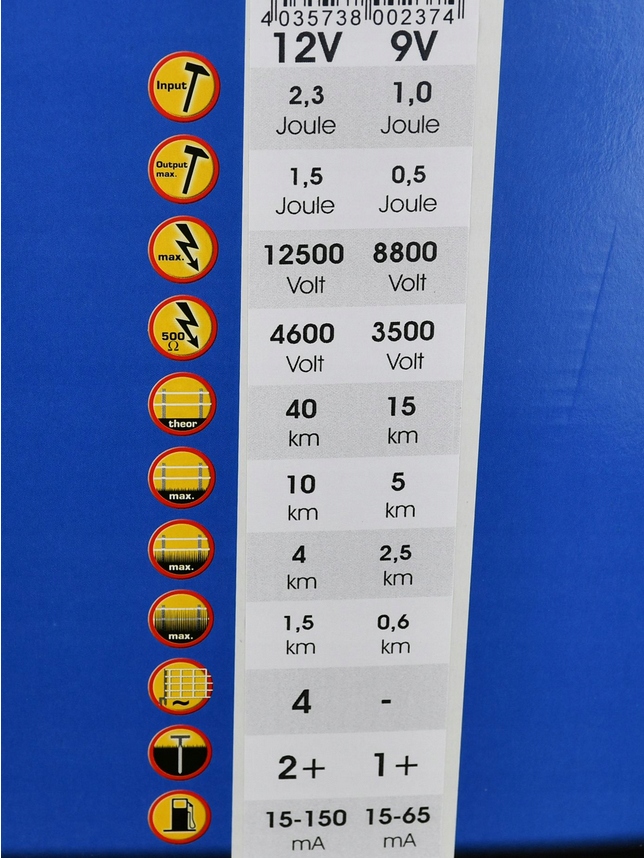 4 035738 002374
12V 9V
Input 2,3 1,0
Joule Joule
Output
max. 1,5 0,5
Joule Joule
max. 12500 8800
Volt Volt
500
Ω 4600 3500
Volt Volt
theor 40 15
km km
max. 10 5
km km
max. 4 2,5
km km
max. 1,5 0,6
km km
~ 4 -
2+ 1+
15-150 15-65
mA mA